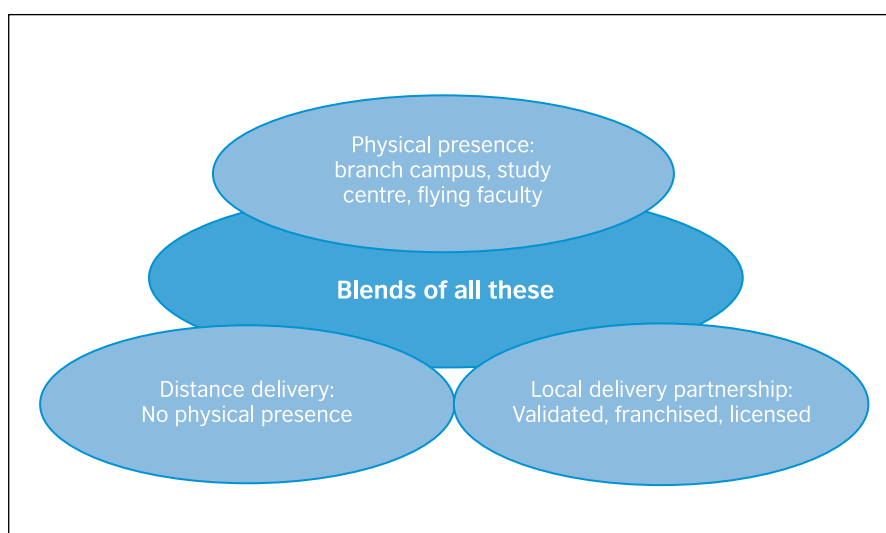 Physical presence:
branch campus, study
centre, flying faculty
Blends of all these
Distance delivery:
No physical presence
Local delivery partnership:
Validated, franchised, licensed